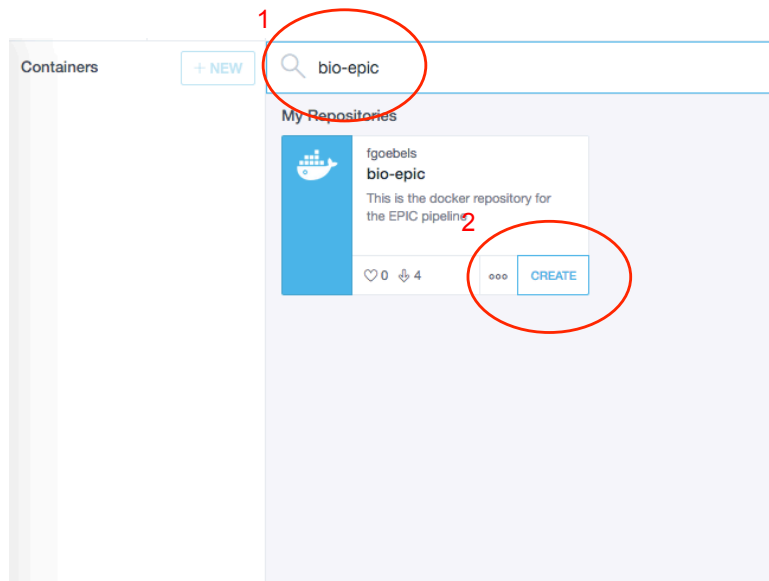 1
Containers
+ NEW
bio-epic
My Repositories
fgoebels
bio-epic
This is the docker repository for
the EPIC pipeline
2
0 4
CREATE